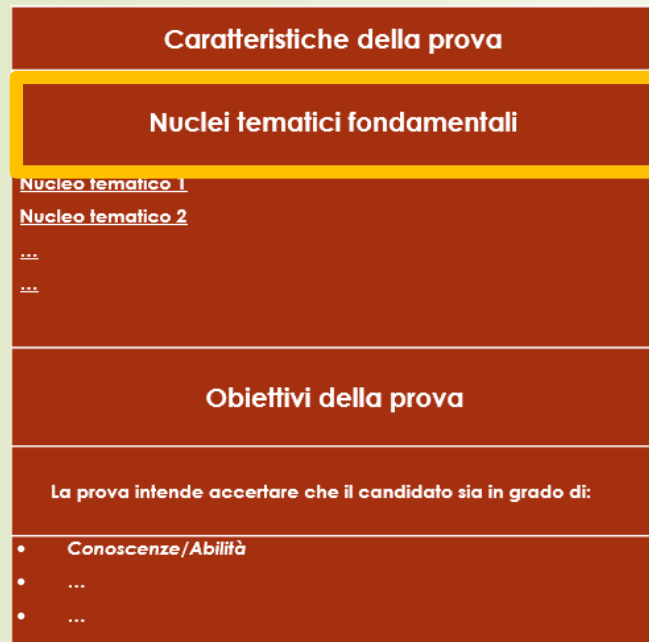 Caratteristiche della prova
Nuclei tematici fondamentali
Nucleo tematico 1
Nucleo tematico 2
...
...
Obiettivi della prova
La prova intende accertare che il candidato sia in grado di:
• Conoscenze/Abilità
• ...
• ...